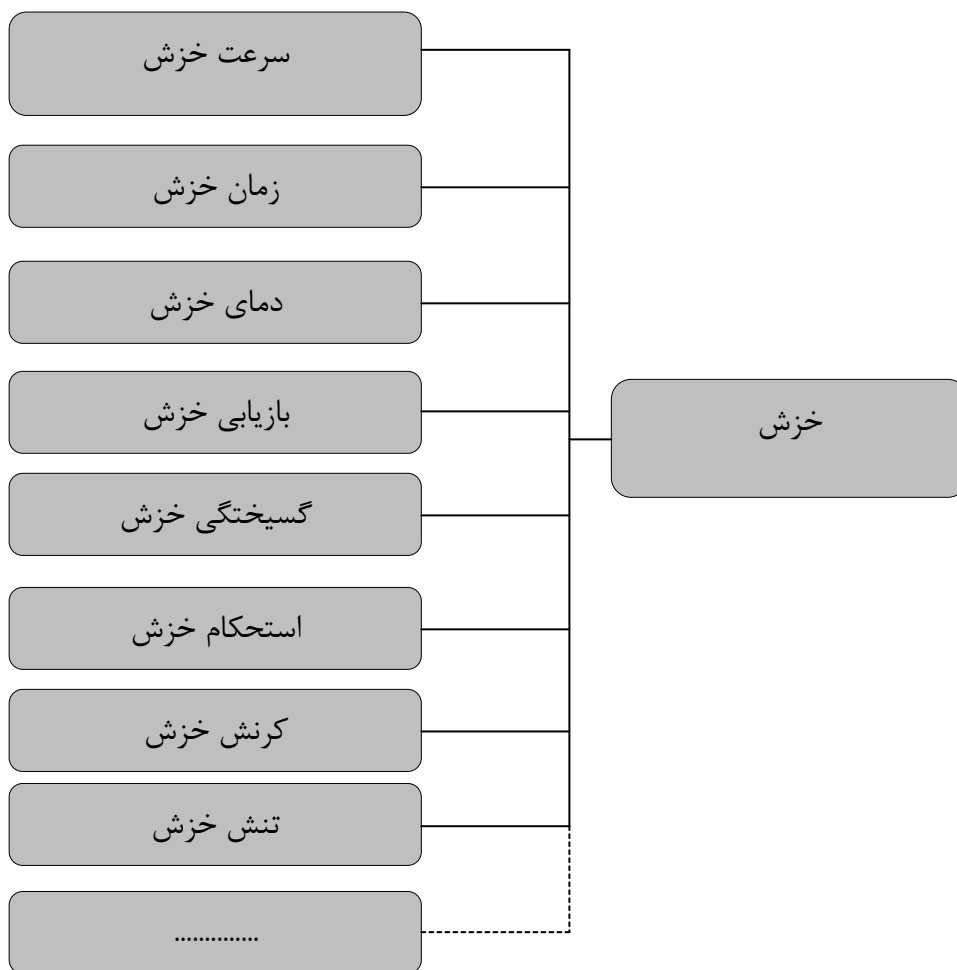 سرعت خزش
زمان خزش
دمای خزش
بازیابی خزش
گسیختگی خزش
استحکام خزش
کرنش خزش
تنش خزش
..............
خزش